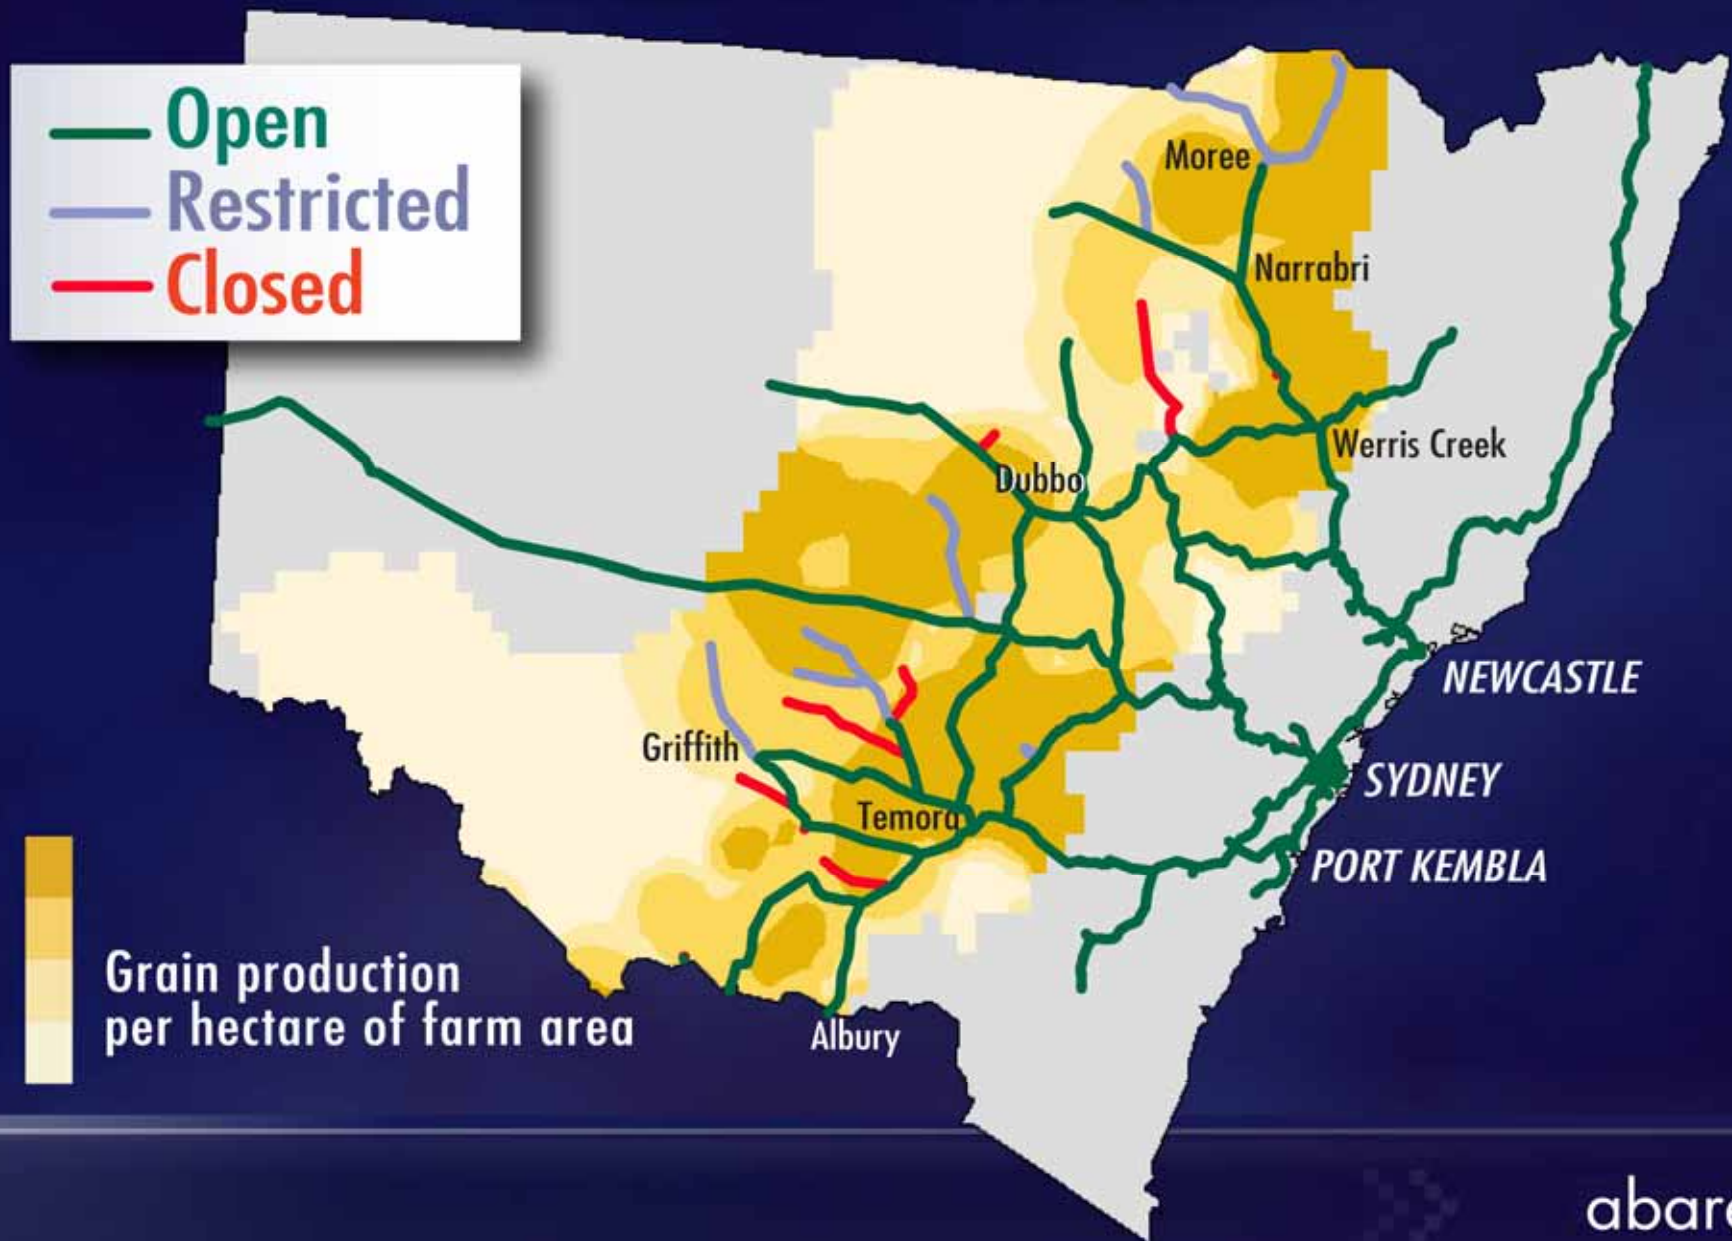 Open
Restricted
Closed
Moree
Narrabri
Werris Creek
Dubbo
NEWCASTLE
Griffith
SYDNEY
Temora
PORT KEMBLA
Grain production
per hectare of farm area
Albury
abare